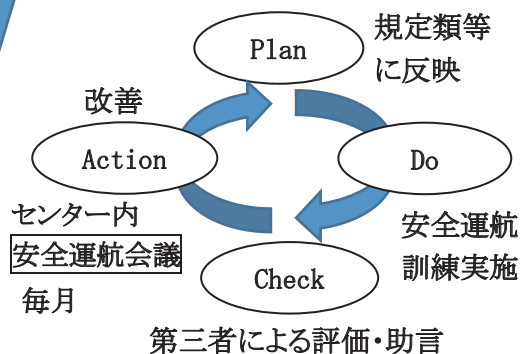 Plan
規定類等
に反映
改善
Action
Do
センター内
安全運航会議
毎月
安全運航
訓練実施
Check
第三者による評価・助言